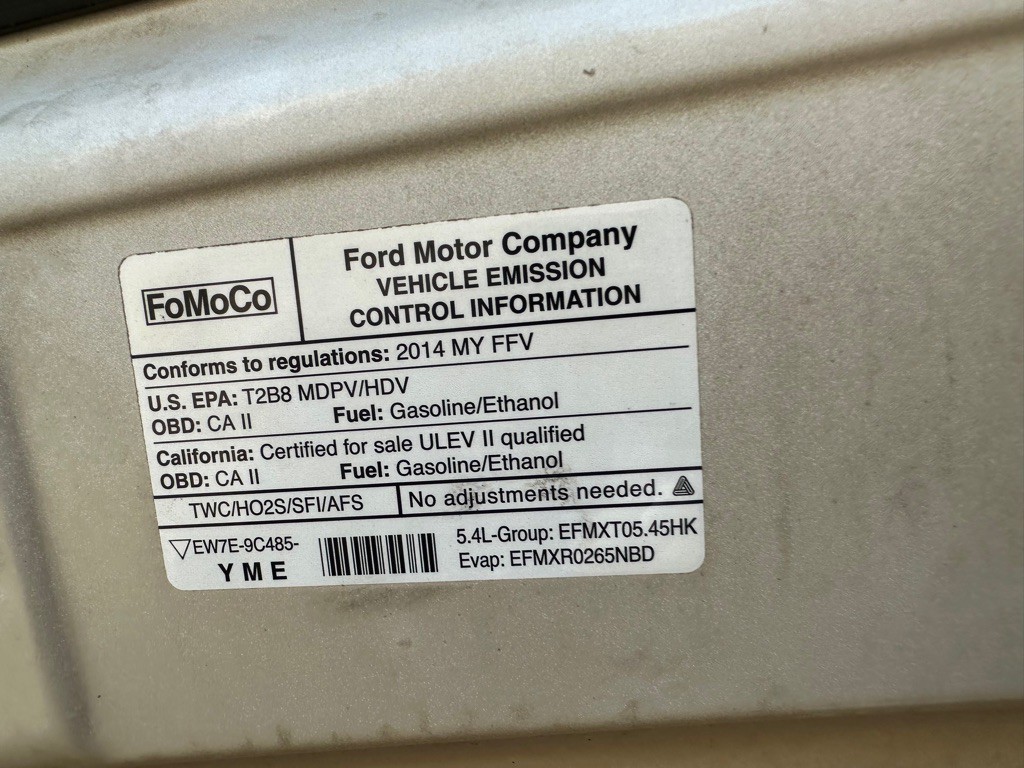 FoMoCo
Ford Motor Company
VEHICLE EMISSION
CONTROL INFORMATION
Conforms to regulations: 2014 MY FFV
U.S. EPA: T2B8 MDPV/HDV
OBD: CA II Fuel: Gasoline/Ethanol
California: Certified for sale ULEV II qualified
OBD: CA II Fuel: Gasoline/Ethanol
TWC/HO2S/SFI/AFS
No adjustments needed.
EW7E-9C485-
YME
5.4L-Group: EFMXT05.45HK
Evap: EFMXR0265NBD